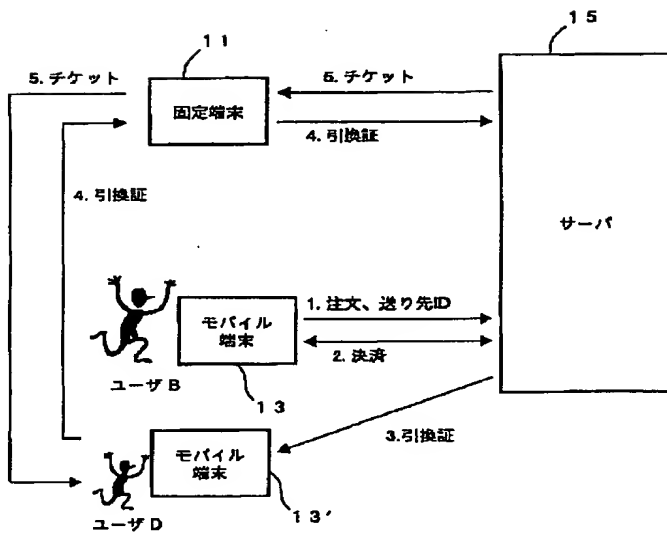 11
15
5. チケット
5. チケット
固定端末
4. 引換証
4. 引換証
サーバ
モバイル
端末
1. 注文、送り先ID
2. 決済
ユーザ B
13
3.引換証
モバイル
端末
ユーザ D
13'